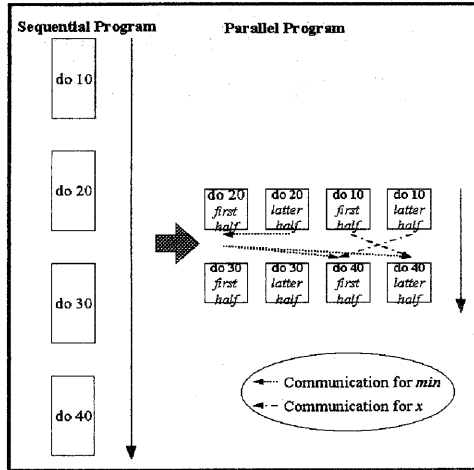 Sequential Program
Parallel Program
do 10
do 20
do 30
do 40
do 20
first
half
do 20
latter
half
do 10
first
half
do 10
latter
half
do 30
first
half
do 30
latter
half
do 40
first
half
do 40
latter
half
Communication for min
Communication for x